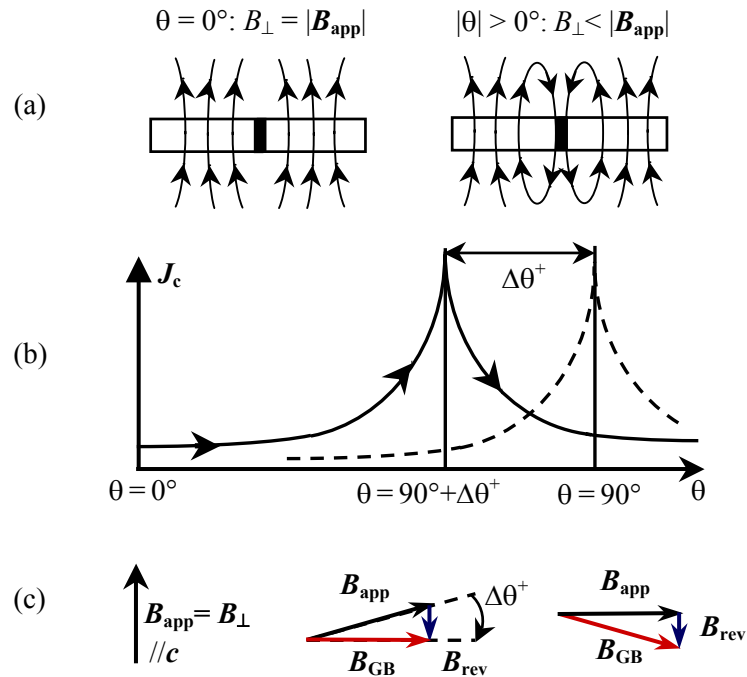 θ = 0°: B⊥ = |Bapp|
|θ| > 0°: B⊥ < |Bapp|
(a)
Jc
Δθ⁺
(b)
θ = 0°
θ = 90°+Δθ⁺
θ = 90°
θ
(c)
Bapp = B⊥
//c
Bapp
Δθ⁺
BGB
Brev
Bapp
BGB
Brev